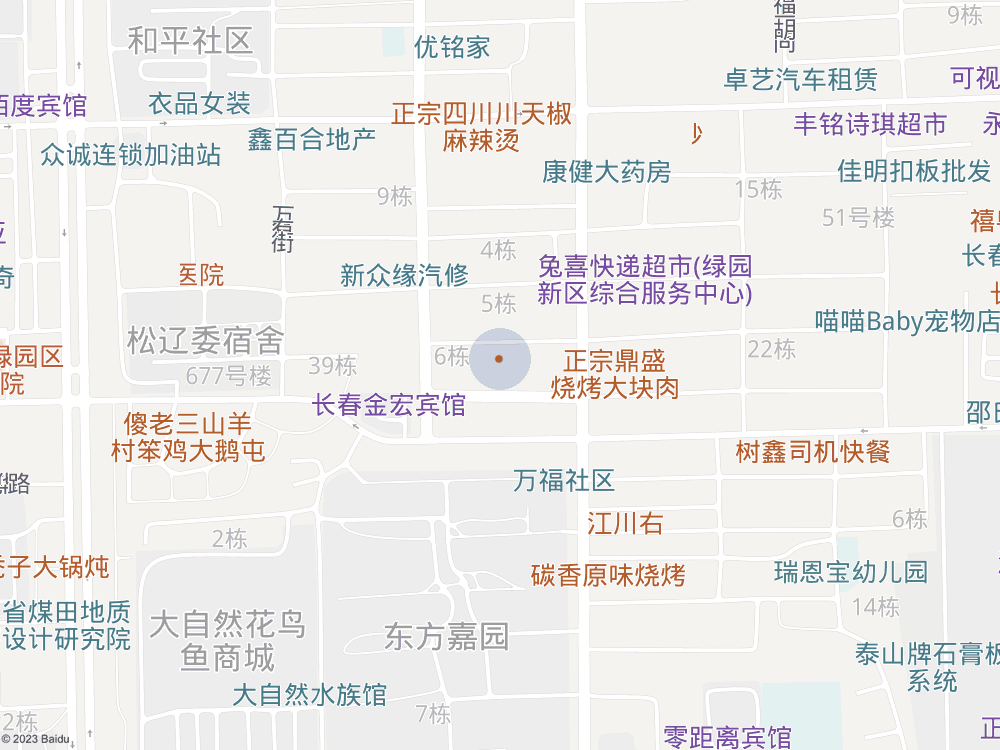 9栋
福
胡同
和平社区
优铭家
卓艺汽车租赁
可视
百度宾馆
衣品女装
正宗四川川天椒
麻辣烫
丰铭诗琪超市
永
鑫百合地产
众诚连锁加油站
康健大药房
佳明扣板批发
9栋
15栋
51号楼
万有街
4栋
医院
新众缘汽修
兔喜快递超市(绿园
新区综合服务中心)
长春
奇
5栋
喵喵Baby宠物店
松辽委宿舍
39栋
6栋
22栋
绿园区
院
677号楼
正宗鼎盛
烧烤大块肉
长春金宏宾馆
傻老三山羊
村笨鸡大鹅屯
树鑫司机快餐
万福社区
路
江川右
6栋
2栋
子大锅炖
碳香原味烧烤
瑞恩宝幼儿园
14栋
省煤田地质
设计研究院
大自然花鸟
鱼商城
东方嘉园
泰山牌石膏板
系统
大自然水族馆
7栋
2栋
零距离宾馆
正
© 2023 Baidu